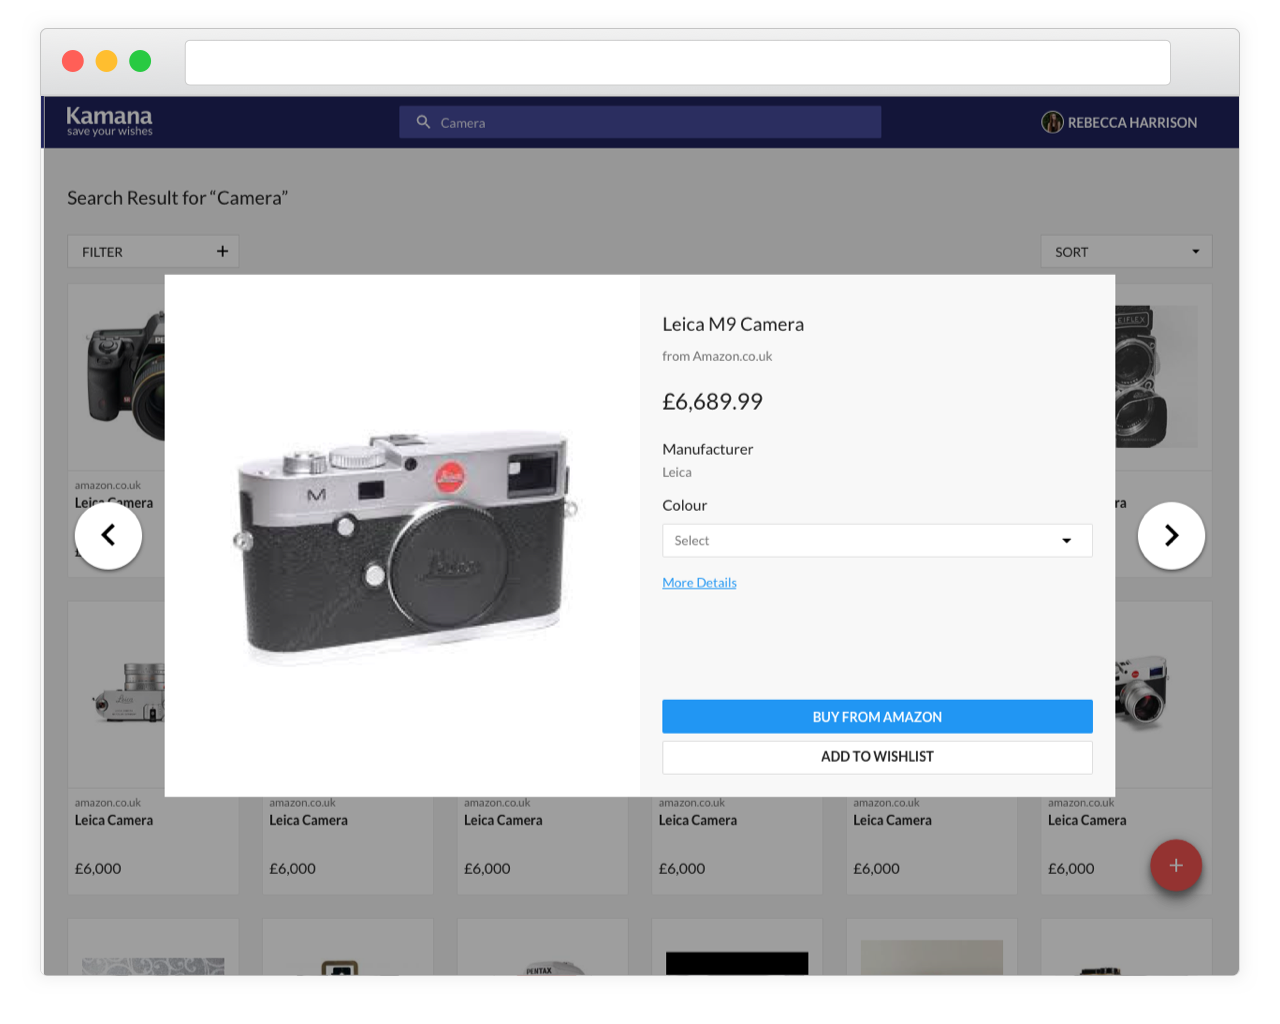 Kamana
save your wishes
Camera
REBECCA HARRISON
Search Result for “Camera”
FILTER
SORT
Leica M9 Camera
from Amazon.co.uk
£6,689.99
Manufacturer
Leica
Colour
Select
More Details
BUY FROM AMAZON
ADD TO WISHLIST
M
amazon.co.uk
Leica Camera
amazon.co.uk amazon.co.uk amazon.co.uk amazon.co.uk amazon.co.uk amazon.co.uk
Leica Camera Leica Camera Leica Camera Leica Camera Leica Camera Leica Camera
£6,000 £6,000 £6,000 £6,000 £6,000 £6,000
PENTAX